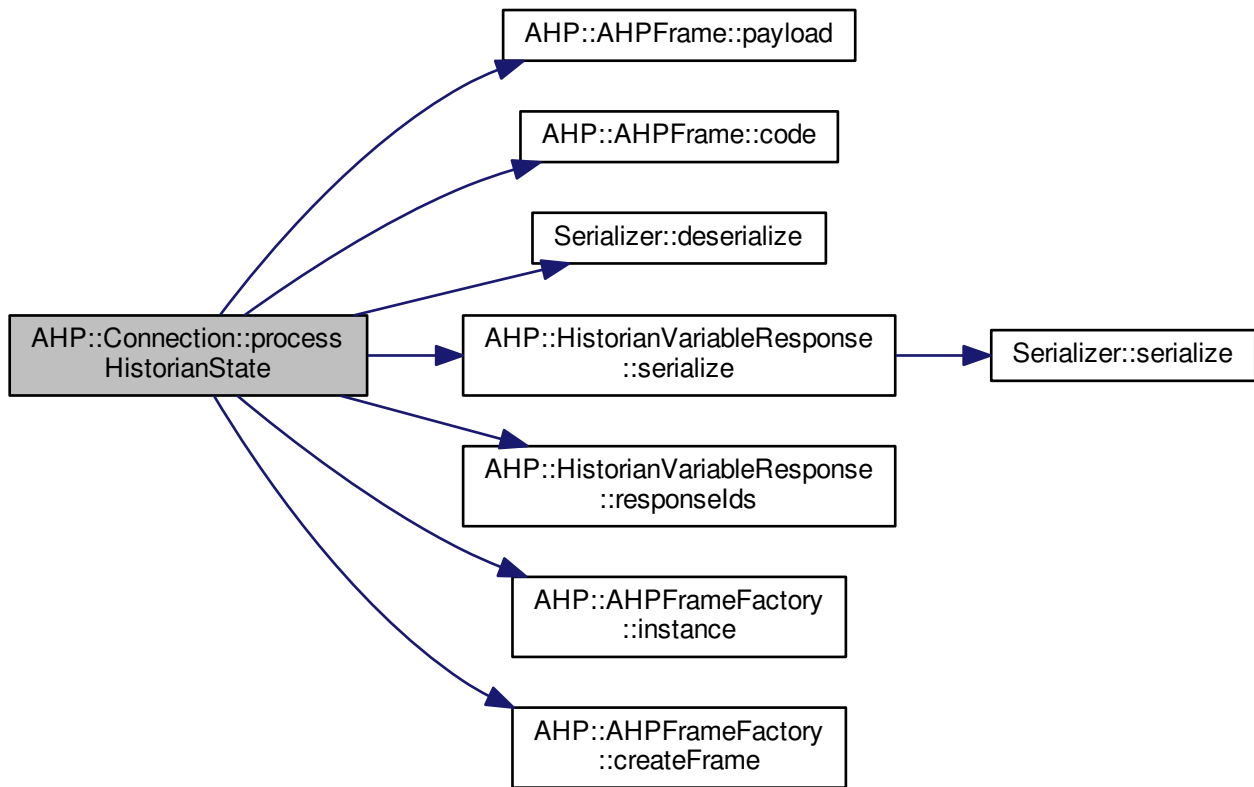 AHP::AHPFrame::payload
AHP::AHPFrame::code
Serializer::deserialize
AHP::Connection::process
HistorianState
AHP::HistorianVariableResponse
::serialize
Serializer::serialize
AHP::HistorianVariableResponse
::responseIds
AHP::AHPFrameFactory
::instance
AHP::AHPFrameFactory
::createFrame